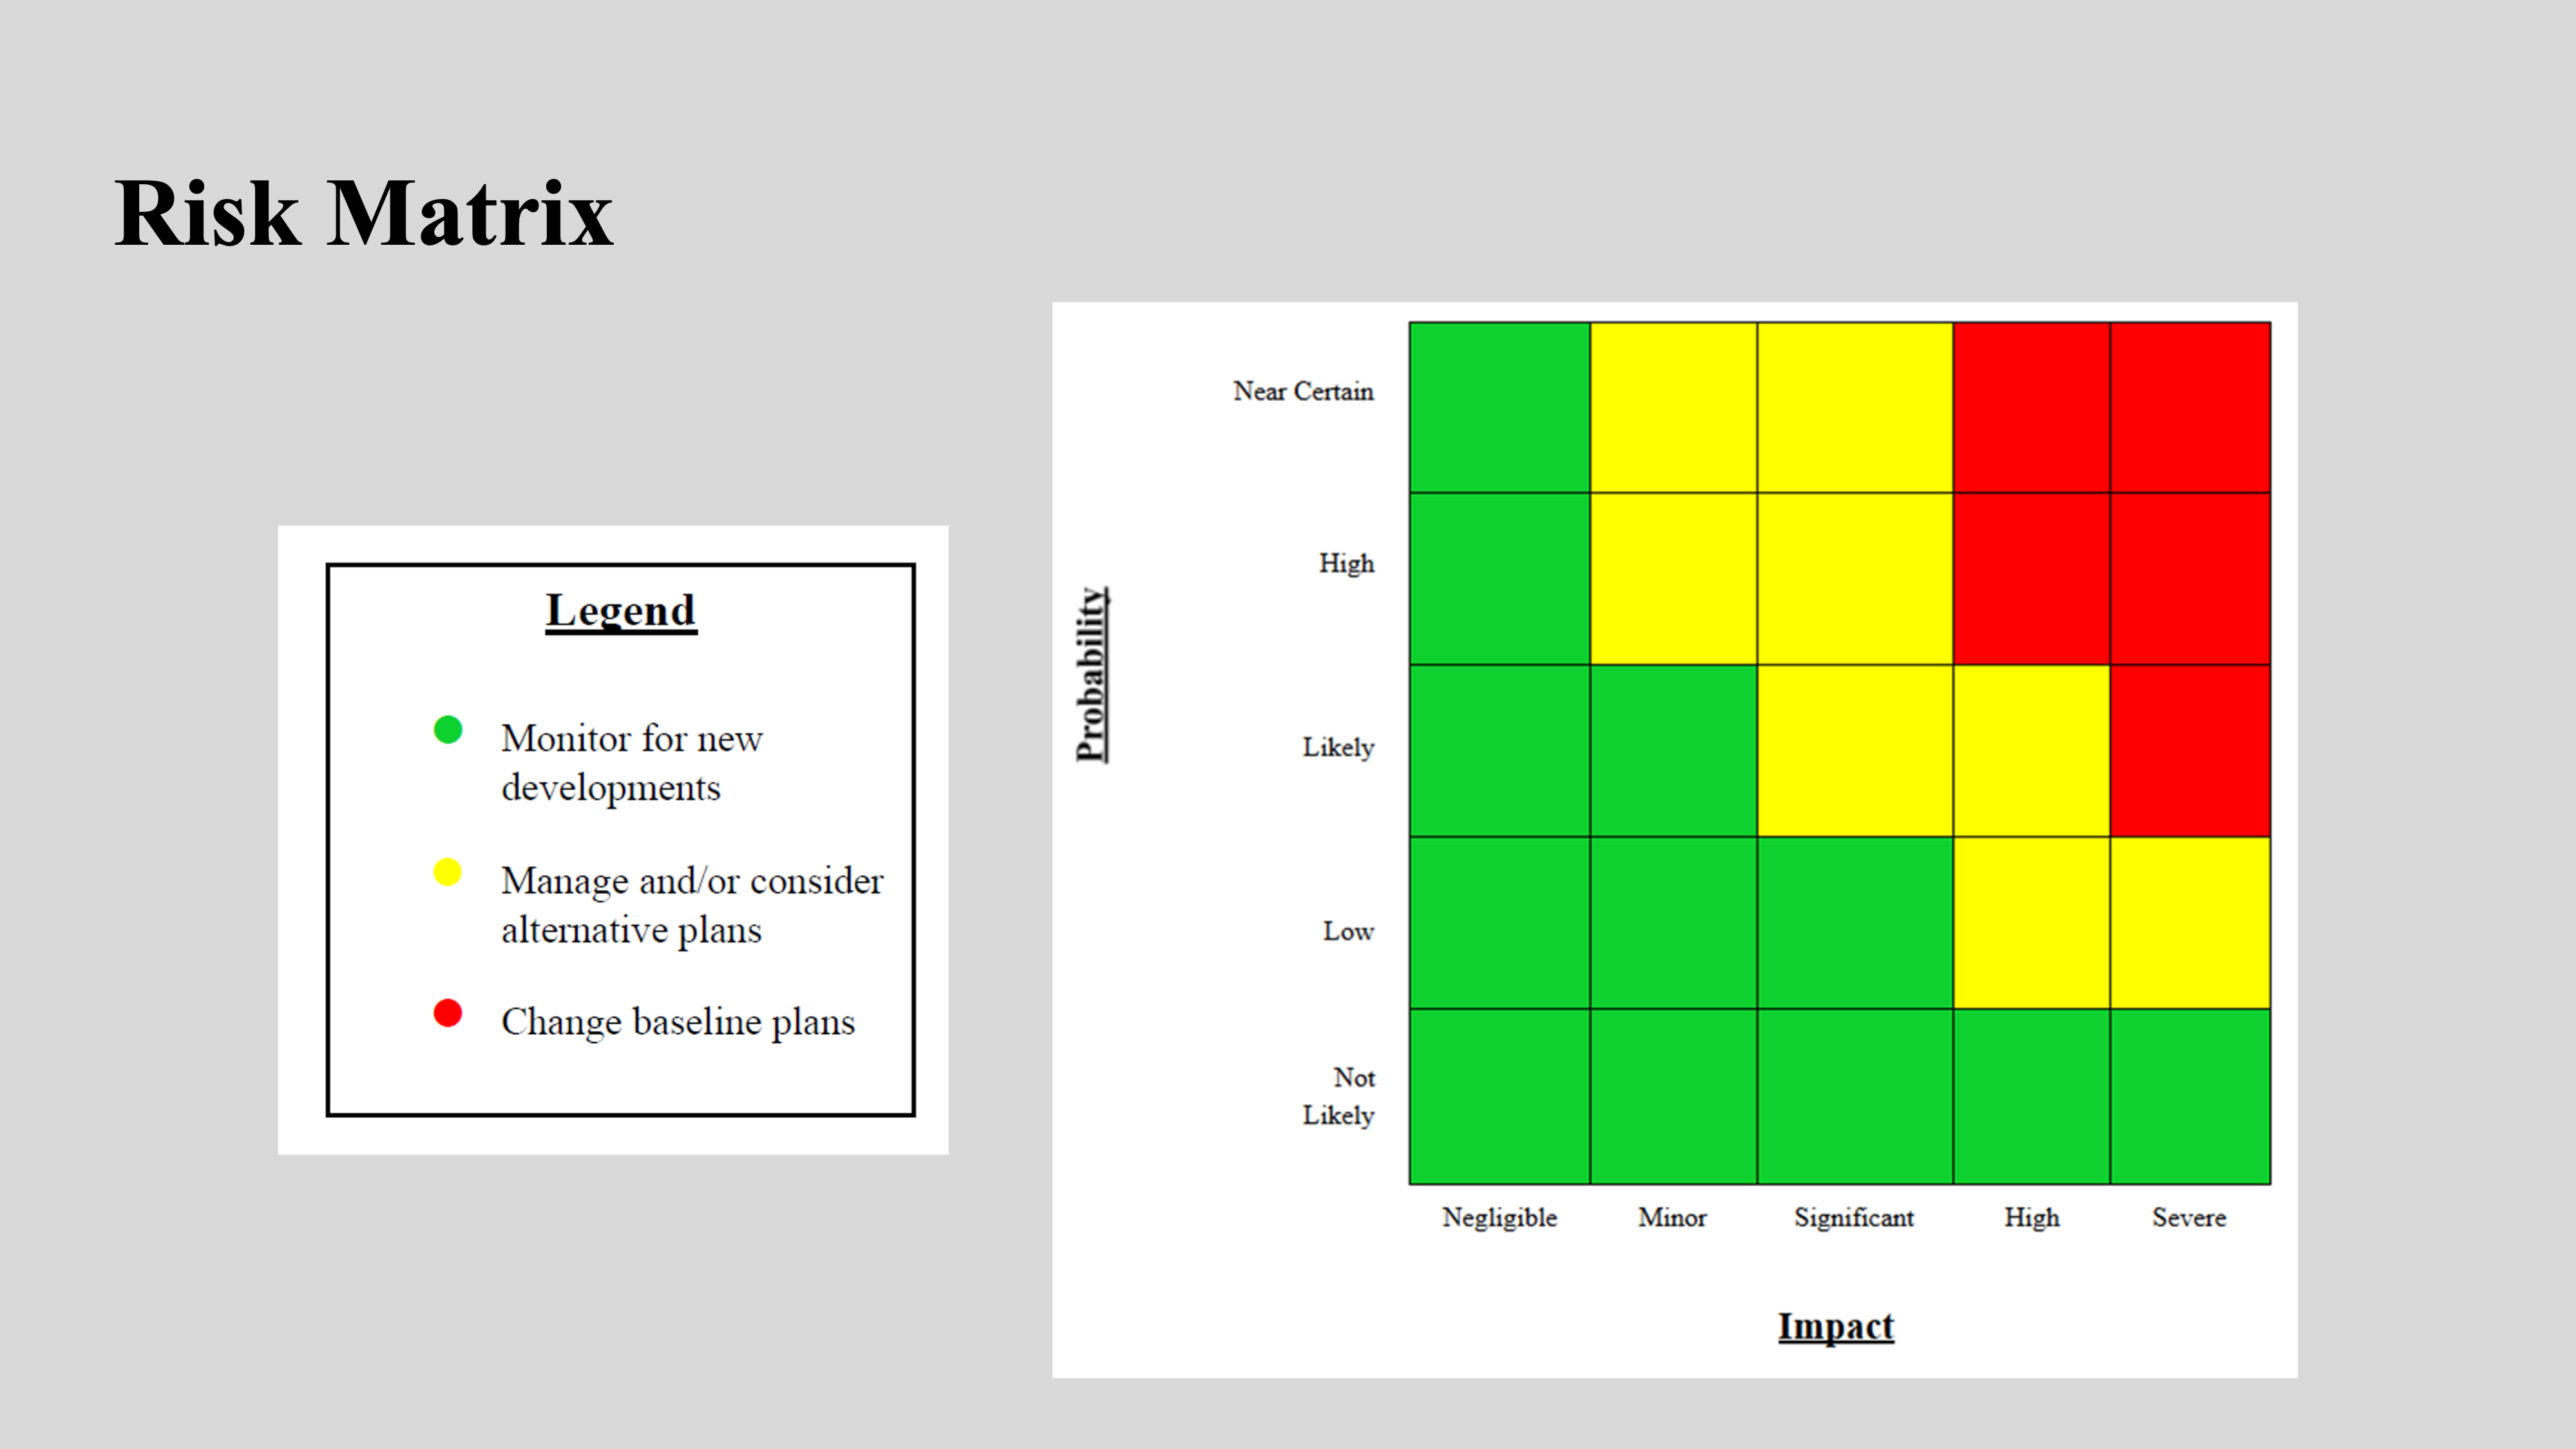 Risk Matrix
Legend
Monitor for new
developments
Manage and/or consider
alternative plans
Change baseline plans
Probability
Near Certain
High
Likely
Low
Not
Likely
Negligible Minor Significant High Severe
Impact